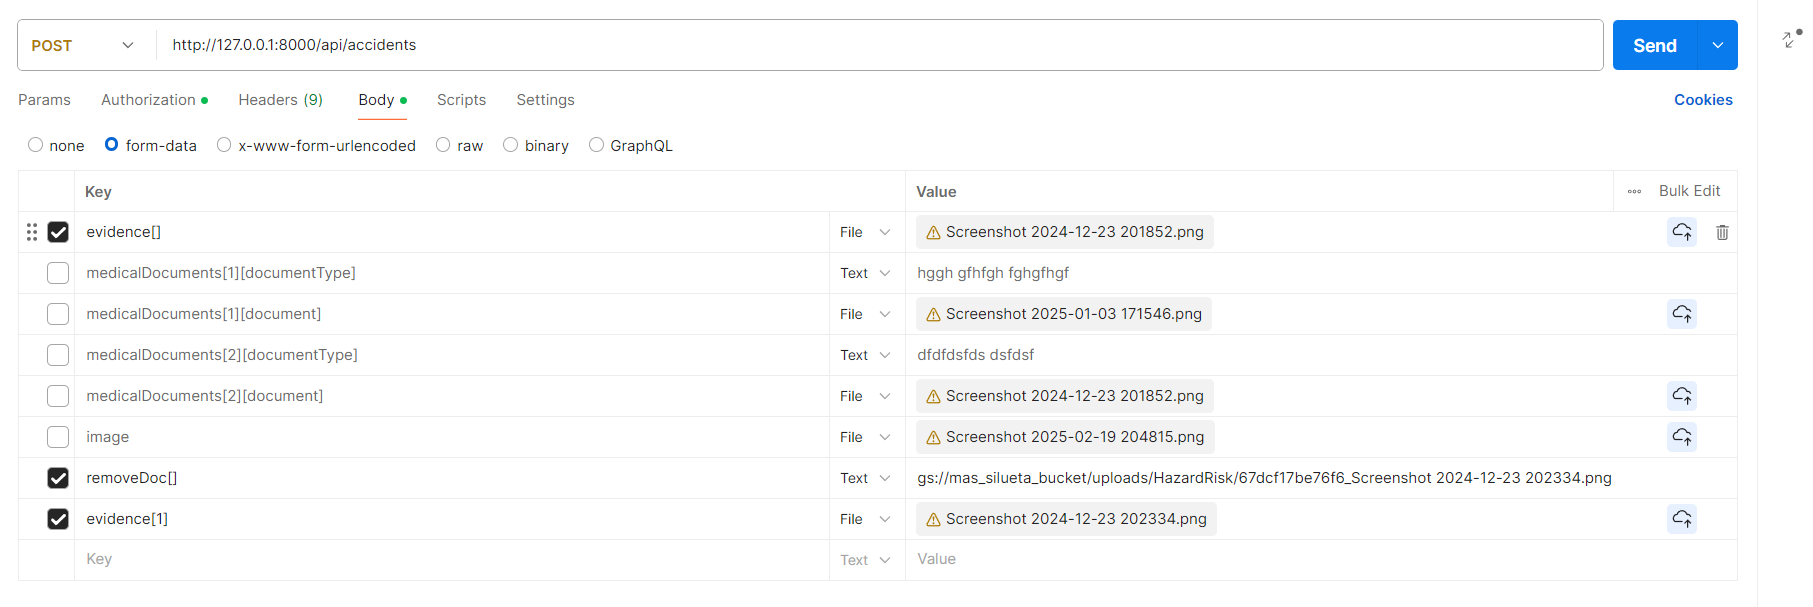 POST http://127.0.0.1:8000/api/accidents Send
Params Authorization Headers (9) Body Scripts Settings Cookies
none form-data x-www-form-urlencoded raw binary GraphQL
Key Value Bulk Edit
evidence[] File Screenshot 2024-12-23 201852.png
medicalDocuments[1][documentType] Text hggh gfhfgh fghgfhgf
medicalDocuments[1][document] File Screenshot 2025-01-03 171546.png
medicalDocuments[2][documentType] Text dfdfdsfds dsfdsf
medicalDocuments[2][document] File Screenshot 2024-12-23 201852.png
image File Screenshot 2025-02-19 204815.png
removeDoc[] Text gs://mas_silueta_bucket/uploads/HazardRisk/67dcf17be76f6_Screenshot 2024-12-23 202334.png
evidence[1] File Screenshot 2024-12-23 202334.png
Key Text Value